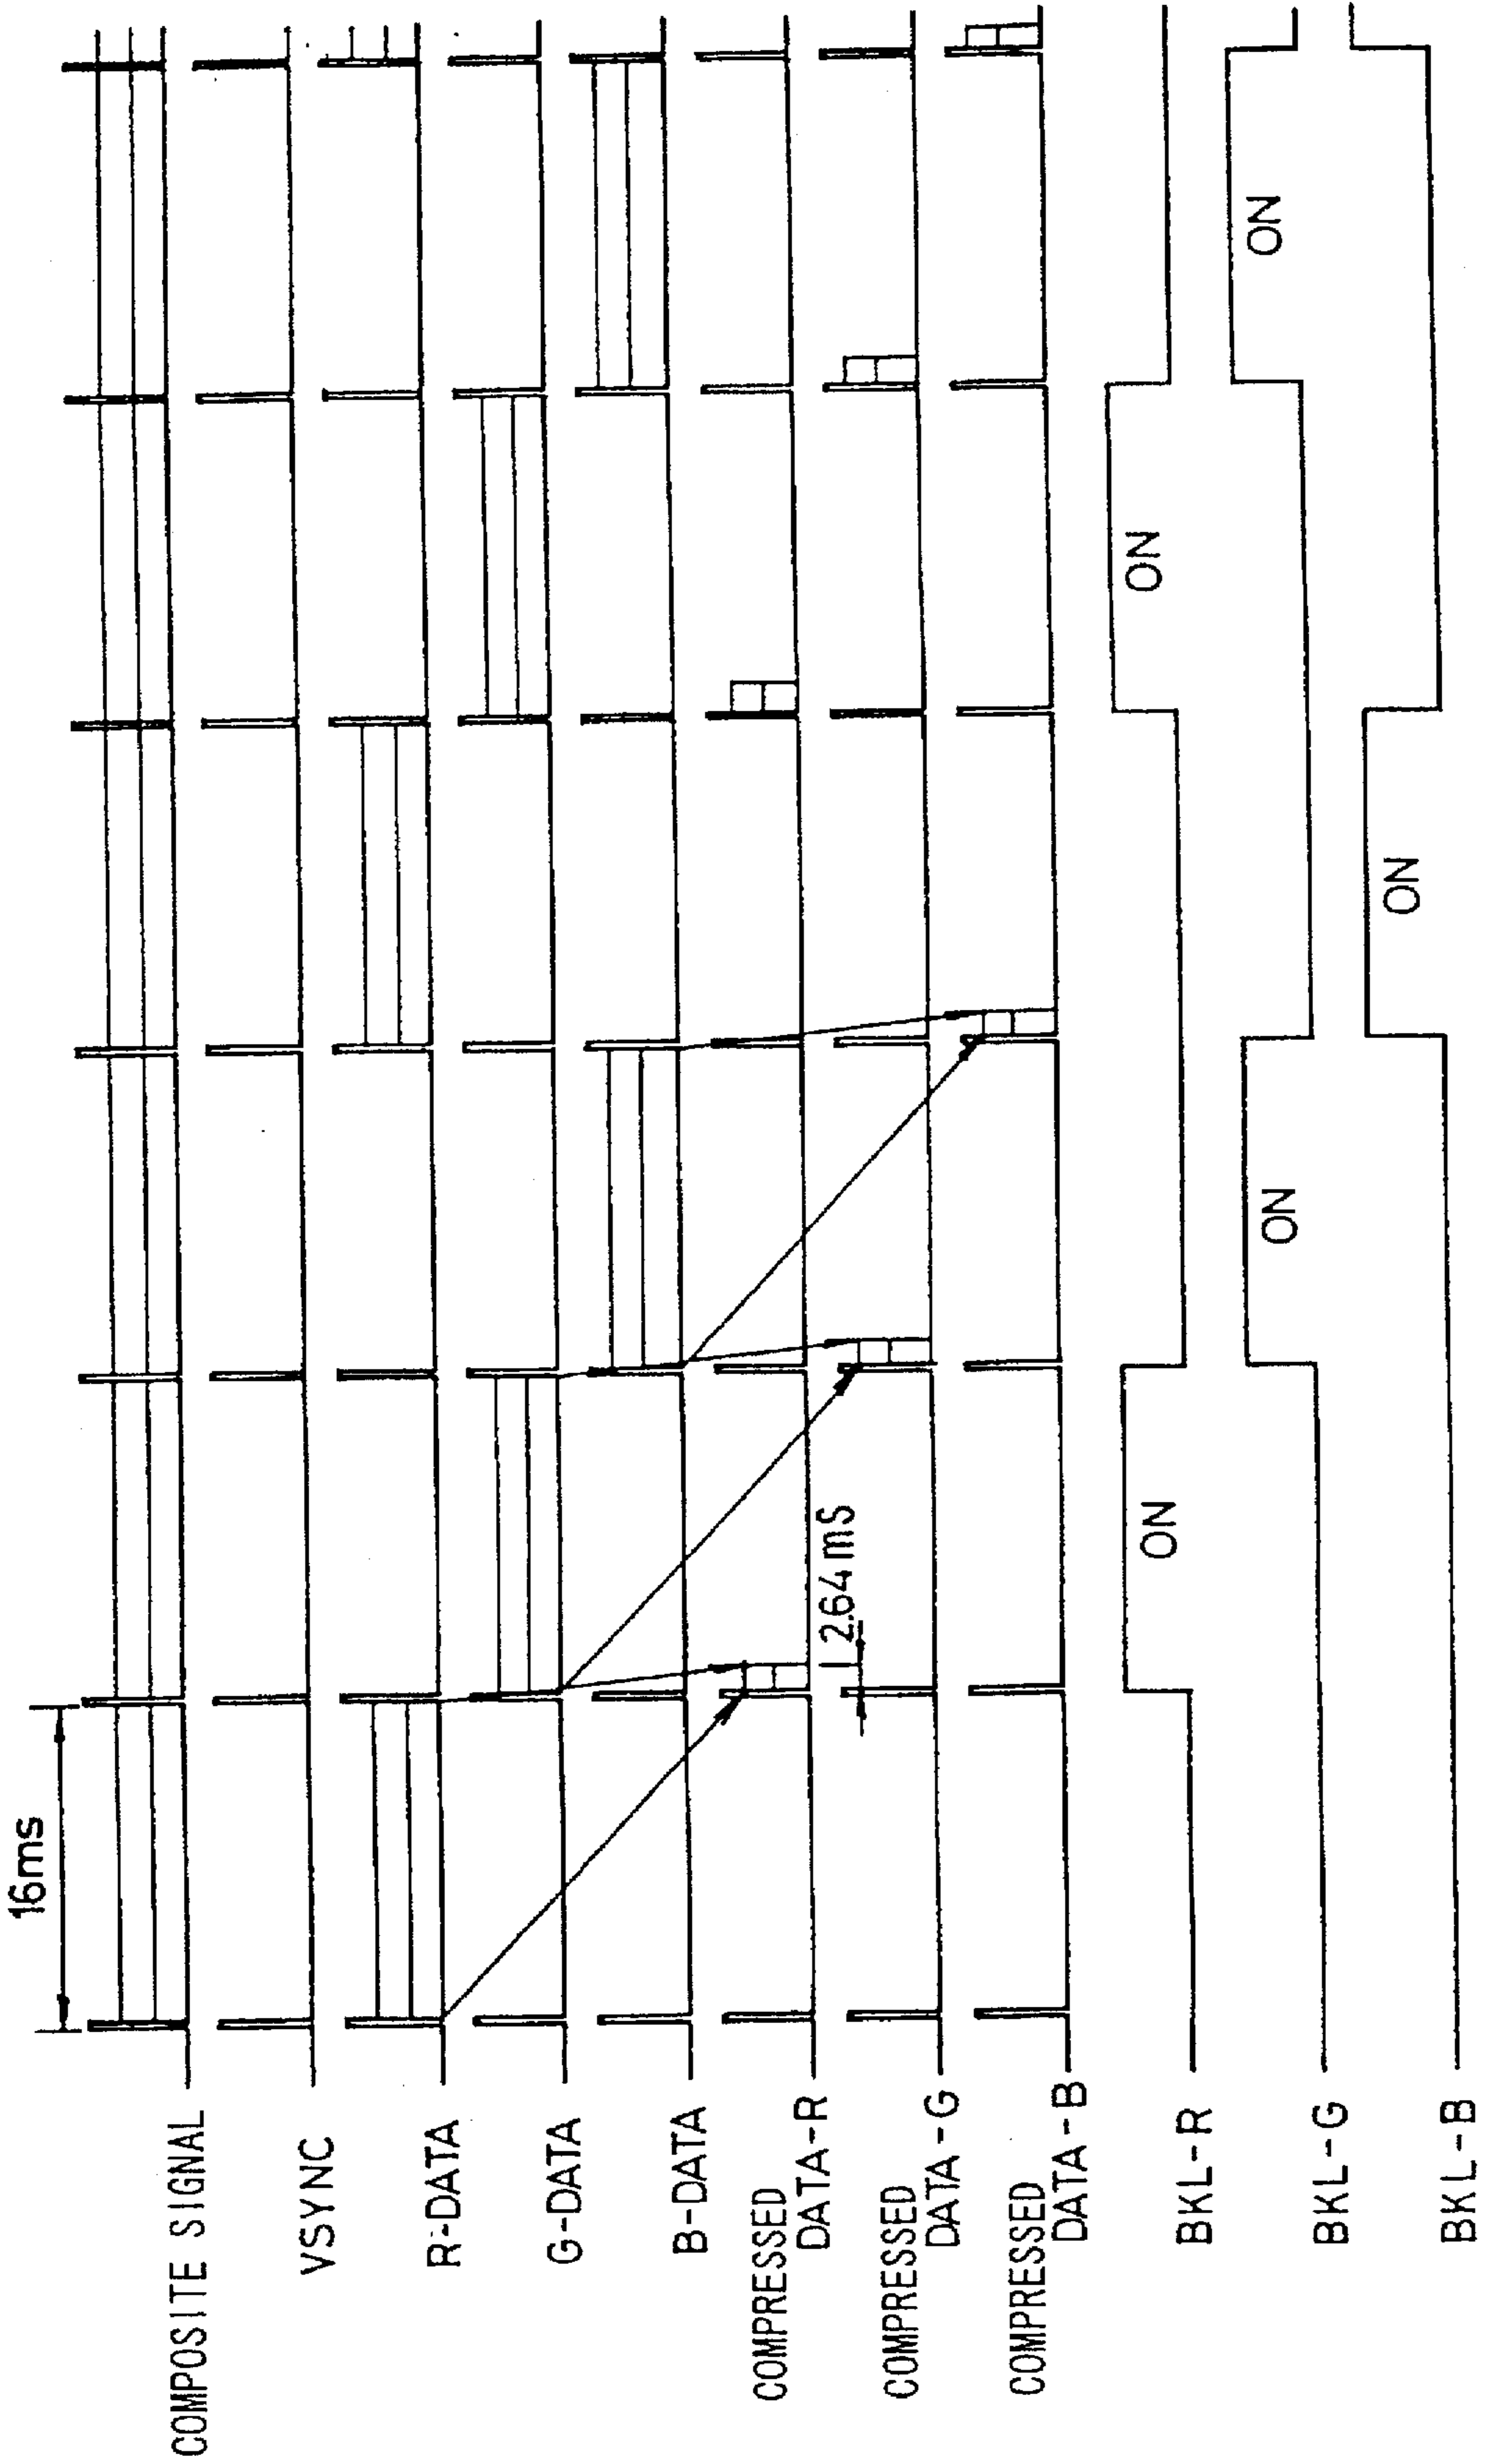 16ms
COMPOSITE SIGNAL
VSYNC
R-DATA
G-DATA
B-DATA
COMPRESSED
DATA-R
2.64mS
COMPRESSED
DATA-G
COMPRESSED
DATA-B
BKL-R
ON
ON
BKL-G
ON
ON
BKL-B
ON